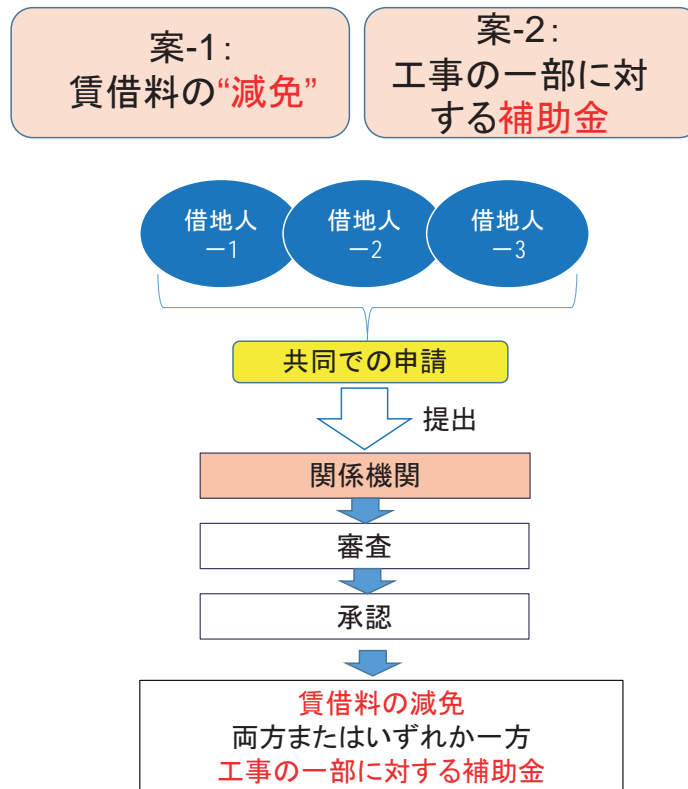 案-1：
賃借料の“減免”
案-2：
工事の一部に対
する補助金
借地人
－1
借地人
－2
借地人
－3
共同での申請
提出
関係機関
審査
承認
賃借料の減免
両方またはいずれか一方
工事の一部に対する補助金